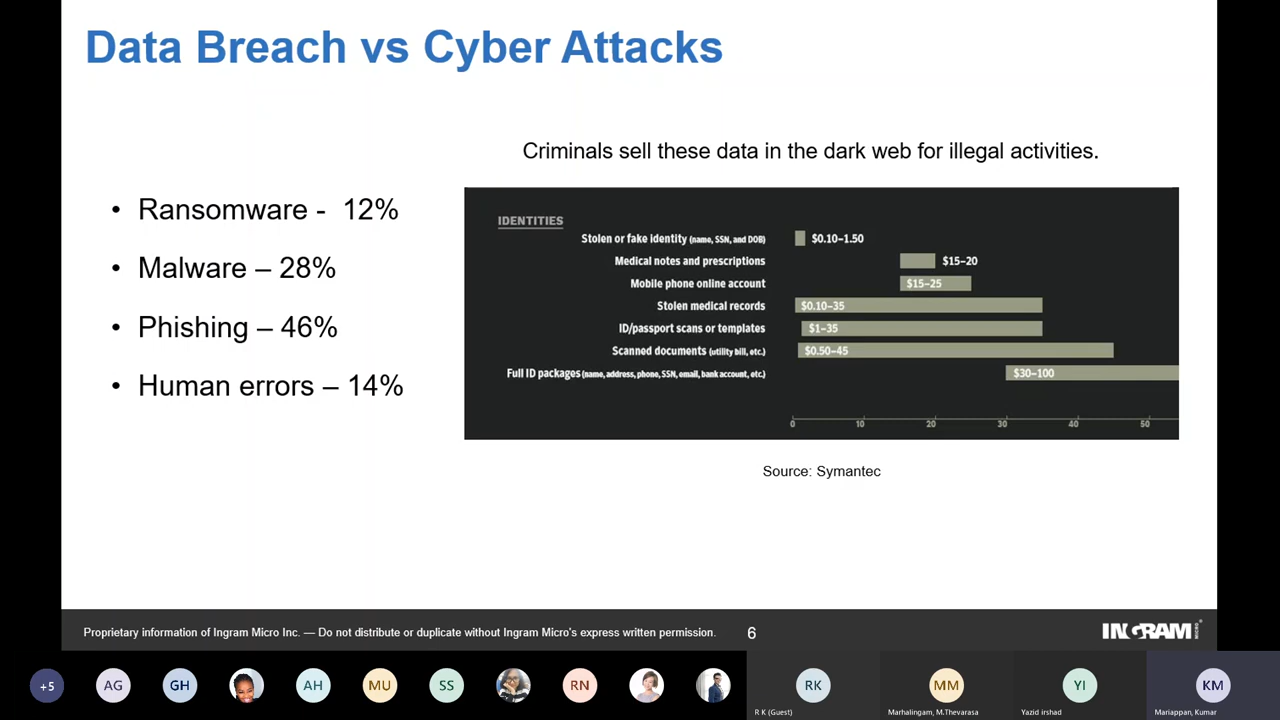 Data Breach vs Cyber Attacks
Criminals sell these data in the dark web for illegal activities.
• Ransomware - 12%
• Malware – 28%
• Phishing – 46%
• Human errors – 14%
IDENTITIES
Stolen or fake identity (name, SSN, and DOB) $0.10–1.50
Medical notes and prescriptions $15–20
Mobile phone online account $15–25
Stolen medical records $0.10–35
ID/passport scans or templates $1–35
Scanned documents (utility bill, etc.) $0.50–45
Full ID packages (name, address, phone, SSN, email, bank account, etc.) $30–100
0 10 20 30 40 50
Source: Symantec
Proprietary information of Ingram Micro Inc. — Do not distribute or duplicate without Ingram Micro's express written permission. 6
INGRAM MICRO
+5 AG GH AH MU SS RN RK MM YI KM
R K (Guest) Marhalingam, M.Thevarasa Yazid irshad Mariappan, Kumar